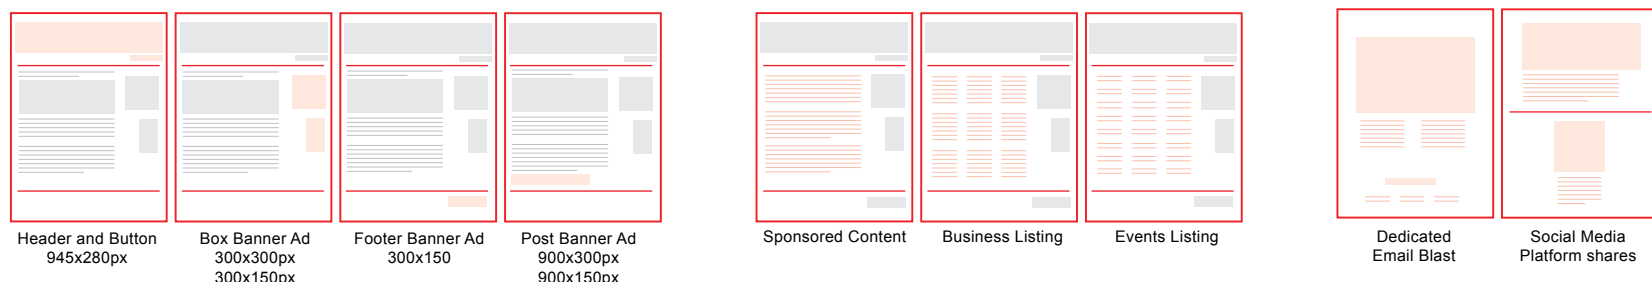 Header and Button
945x280px
Box Banner Ad
300x300px
300x150px
Footer Banner Ad
300x150
Post Banner Ad
900x300px
900x150px
Sponsored Content
Business Listing
Events Listing
Dedicated
Email Blast
Social Media
Platform shares